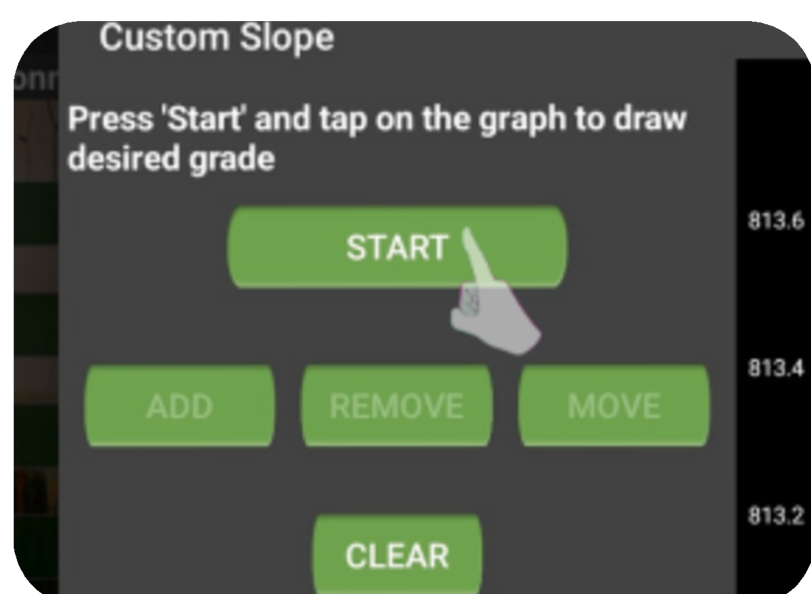 Custom Slope
Press 'Start' and tap on the graph to draw
desired grade
START
ADD REMOVE MOVE
CLEAR
813.6
813.4
813.2